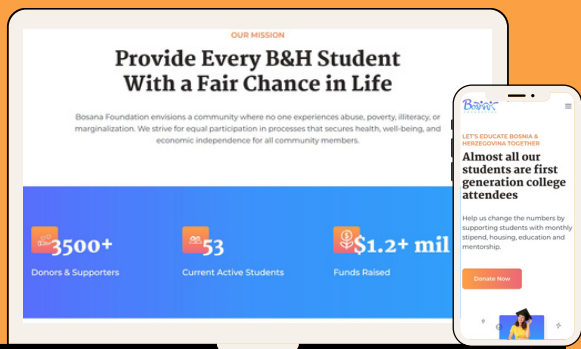 OUR MISSION
Provide Every B&H Student
With a Fair Chance in Life
Bosana Foundation envisions a community where no one experiences abuse, poverty, illiteracy, or
marginalization. We strive for equal participation in processes that secures health, well-being, and
economic independence for all community members.
3500+
Donors & Supporters
53
Current Active Students
$1.2+ mil
Funds Raised
Bosana
LET'S EDUCATE BOSNIA &
HERZEGOVINA TOGETHER
Almost all our
students are first
generation college
attendees
Help us change the numbers by
supporting students with monthly
stipend, housing, education and
mentorship.
Donate Now